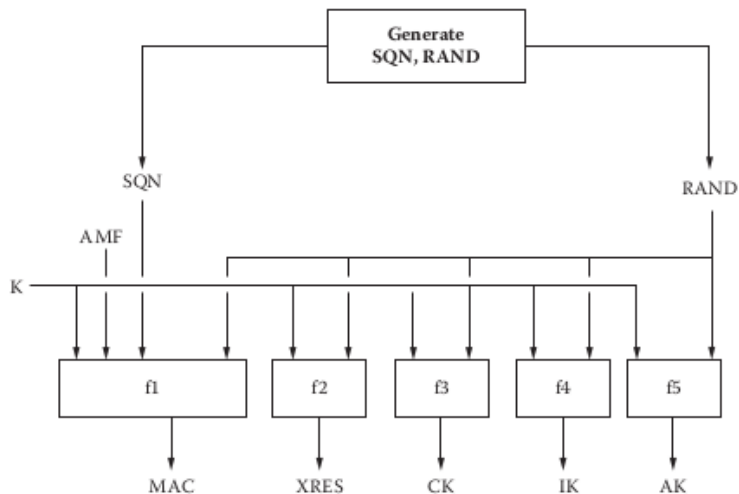 Generate
SQN, RAND
SQN
RAND
AMF
K
f1
f2
f3
f4
f5
MAC
XRES
CK
IK
AK